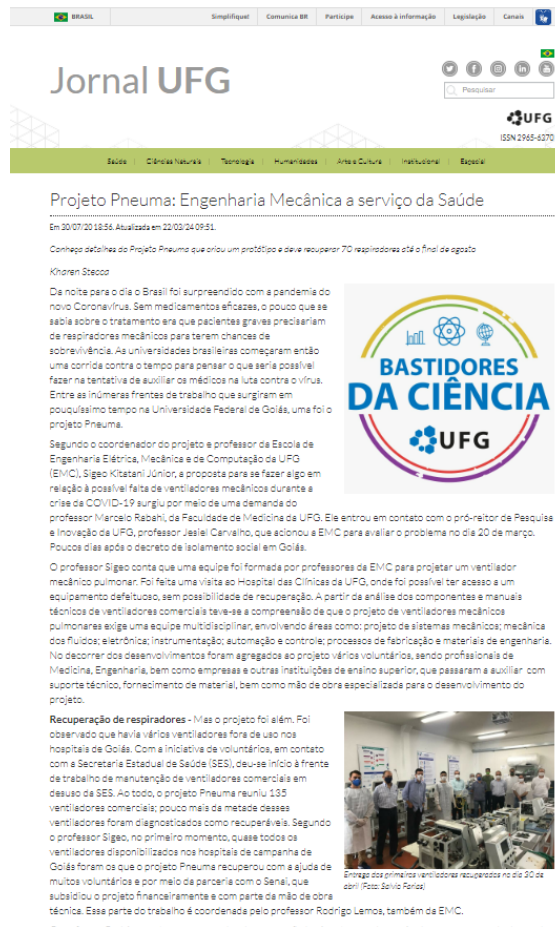 BRASIL
Simplifique! Comunica BR Participe Acesso à informação Legislação Canais
Jornal UFG
Pesquisar
UFG
ISSN 2965-6270
Saúde | Ciências Naturais | Tecnologia | Humanidades | Arte e Cultura | Institucional | Especial
Projeto Pneuma: Engenharia Mecânica a serviço da Saúde
Em 30/07/20 18:56. Atualizada em 22/03/24 09:51.
Conheça detalhes do Projeto Pneuma que criou um protótipo e deve recuperar 70 respiradores até o final de agosto
Kharen Stecca
Da noite para o dia o Brasil foi surpreendido com a pandemia do
novo Coronavírus. Sem medicamentos eficazes, o pouco que se
sabia sobre o tratamento era que pacientes graves precisariam
de respiradores mecânicos para terem chances de
sobrevivência. As universidades brasileiras começaram então
uma corrida contra o tempo para pensar o que seria possível
fazer na tentativa de auxiliar os médicos na luta contra o vírus.
Entre as inúmeras frentes de trabalho que surgiram em
pouquíssimo tempo na Universidade Federal de Goiás, uma foi o
projeto Pneuma.
BASTIDORES
DA CIÊNCIA
UFG
Segundo o coordenador do projeto e professor da Escola de
Engenharia Elétrica, Mecânica e de Computação da UFG
(EMC), Sigeo Kitatani Júnior, a proposta para se fazer algo em
relação à possível falta de ventiladores mecânicos durante a
crise da COVID-19 surgiu por meio de uma demanda do
professor Marcelo Rabahi, da Faculdade de Medicina da UFG. Ele entrou em contato com o pró-reitor de Pesquisa
e Inovação da UFG, professor Jesiel Carvalho, que acionou a EMC para avaliar o problema no dia 20 de março.
Poucos dias após o decreto de isolamento social em Goiás.
O professor Sigeo conta que uma equipe foi formada por professores da EMC para projetar um ventilador
mecânico pulmonar. Foi feita uma visita ao Hospital das Clínicas da UFG, onde foi possível ter acesso a um
equipamento defeituoso, sem possibilidade de recuperação. A partir da análise dos componentes e manuais
técnicos de ventiladores comerciais teve-se a compreensão de que o projeto de ventiladores mecânicos
pulmonares exige uma equipe multidisciplinar, envolvendo áreas como: projeto de sistemas mecânicos; mecânica
dos fluidos; eletrônica; instrumentação; automação e controle; processos de fabricação e materiais de engenharia.
No decorrer dos desenvolvimentos foram agregados ao projeto vários voluntários, sendo profissionais de
Medicina, Engenharia, bem como empresas e outras instituições de ensino superior, que passaram a auxiliar com
suporte técnico, fornecimento de material, bem como mão de obra especializada para o desenvolvimento do
projeto.
Recuperação de respiradores - Mas o projeto foi além. Foi
observado que havia vários ventiladores fora de uso nos
hospitais de Goiás. Com a iniciativa de voluntários, em contato
com a Secretaria Estadual de Saúde (SES), deu-se início à frente
de trabalho de manutenção de ventiladores comerciais em
desuso da SES. Ao todo, o projeto Pneuma reuniu 135
ventiladores comerciais; pouco mais da metade desses
ventiladores foram diagnosticados como recuperáveis. Segundo
o professor Sigeo, no primeiro momento, quase todos os
ventiladores disponibilizados nos hospitais de campanha de
Goiás foram os que o projeto Pneuma recuperou com a ajuda de
muitos voluntários e por meio da parceria com o Senai, que
subsidiou o projeto financeiramente e com parte da mão de obra
técnica. Essa parte do trabalho é coordenada pelo professor Rodrigo Lemos, também da EMC.
Entrega dos primeiros ventiladores recuperados no dia 30 de
abril (Foto: Salvio Farias)